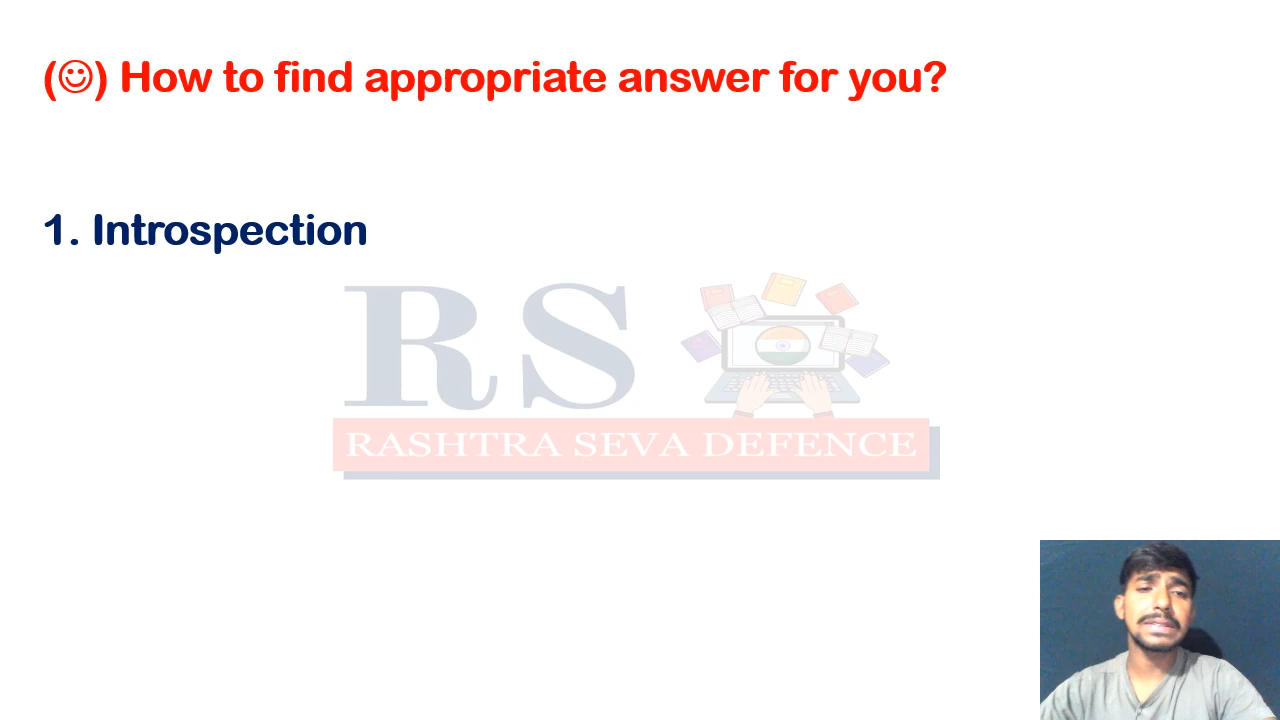 (☺) How to find appropriate answer for you?
1. Introspection
RS
RASHTRA SEVA DEFENCE